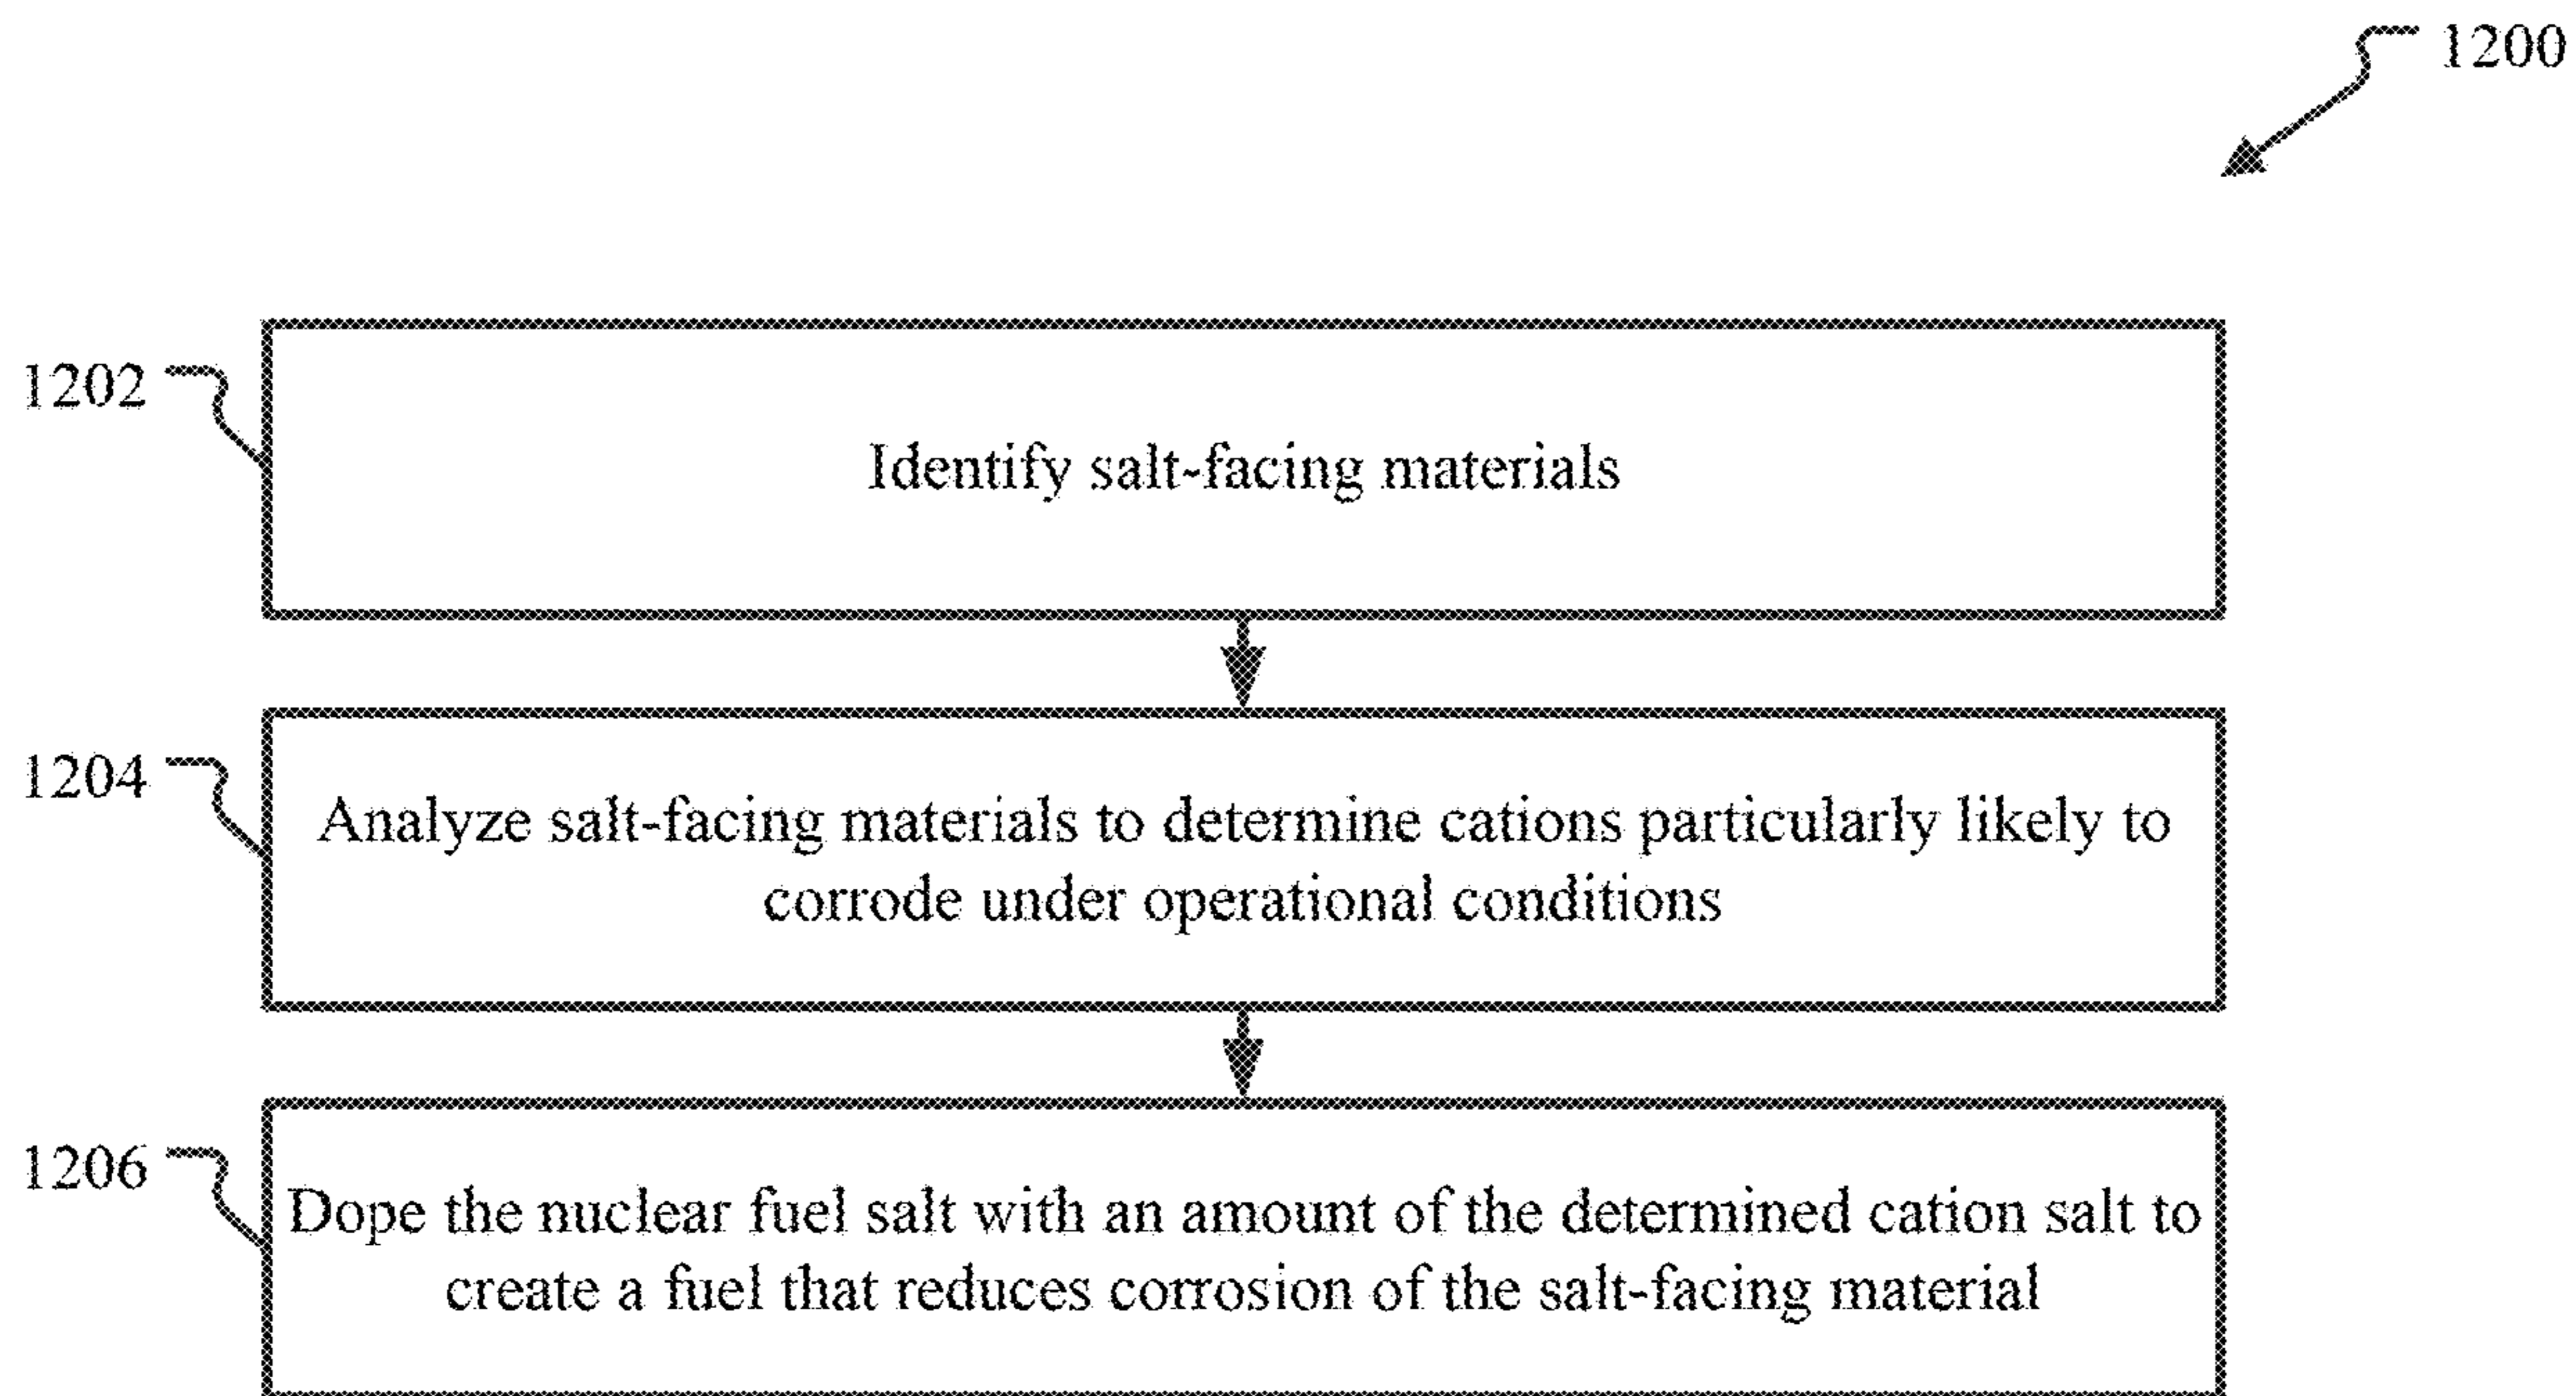 1200
1202
Identify salt-facing materials
1204
Analyze salt-facing materials to determine cations particularly likely to
corrode under operational conditions
1206
Dope the nuclear fuel salt with an amount of the determined cation salt to
create a fuel that reduces corrosion of the salt-facing material